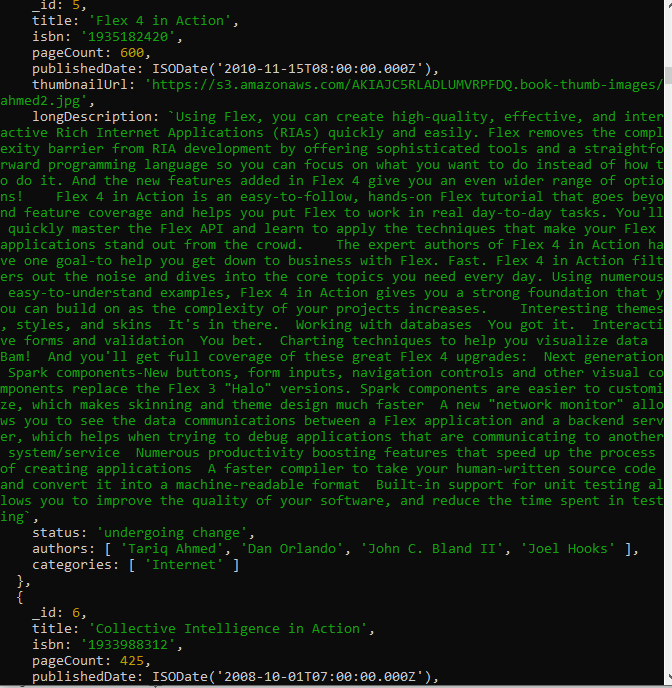 _id: 5,
title: 'Flex 4 in Action',
isbn: '1935182420',
pageCount: 600,
publishedDate: ISODate('2010-11-15T08:00:00.000Z'),
thumbnailUrl: 'https://s3.amazonaws.com/AKIAJC5RLADLUMVRPFDQ.book-thumb-images/
ahmed2.jpg',
longDescription: `Using Flex, you can create high-quality, effective, and inter
active Rich Internet Applications (RIAs) quickly and easily. Flex removes the compl
exity barrier from RIA development by offering sophisticated tools and a straightfo
rward programming language so you can focus on what you want to do instead of how t
o do it. And the new features added in Flex 4 give you an even wider range of optio
ns!    Flex 4 in Action is an easy-to-follow, hands-on Flex tutorial that goes beyo
nd feature coverage and helps you put Flex to work in real day-to-day tasks. You'll
 quickly master the Flex API and learn to apply the techniques that make your Flex
applications stand out from the crowd.    The expert authors of Flex 4 in Action ha
ve one goal-to help you get down to business with Flex. Fast. Flex 4 in Action filt
ers out the noise and dives into the core topics you need every day. Using numerous
 easy-to-understand examples, Flex 4 in Action gives you a strong foundation that y
ou can build on as the complexity of your projects increases.    Interesting themes
, styles, and skins  It's in there.  Working with databases  You got it.  Interacti
ve forms and validation  You bet.  Charting techniques to help you visualize data
Bam!  And you'll get full coverage of these great Flex 4 upgrades:  Next generation
 Spark components-New buttons, form inputs, navigation controls and other visual co
mponents replace the Flex 3 "Halo" versions. Spark components are easier to customi
ze, which makes skinning and theme design much faster  A new "network monitor" allo
ws you to see the data communications between a Flex application and a backend serv
er, which helps when trying to debug applications that are communicating to another
 system/service  Numerous productivity boosting features that speed up the process
of creating applications  A faster compiler to take your human-written source code
and convert it into a machine-readable format  Built-in support for unit testing al
lows you to improve the quality of your software, and reduce the time spent in test
ing`,
status: 'undergoing change',
authors: [ 'Tariq Ahmed', 'Dan Orlando', 'John C. Bland II', 'Joel Hooks' ],
categories: [ 'Internet' ]
},
{
_id: 6,
title: 'Collective Intelligence in Action',
isbn: '1933988312',
pageCount: 425,
publishedDate: ISODate('2008-10-01T07:00:00.000Z'),